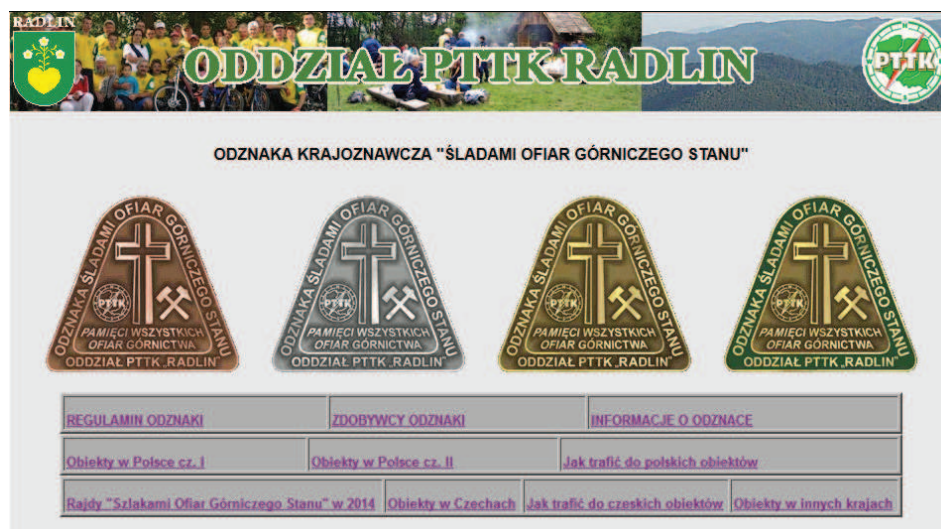 RADLIN
ODDZIAŁ PTTK RADLIN
PTTK
ODZNAKA KRAJOZNAWCZA "ŚLADAMI OFIAR GÓRNICZEGO STANU"
ODZNAKA ŚLADAMI OFIAR GÓRNICZEGO STANU
PTTK
PAMIĘCI WSZYSTKICH
OFIAR GÓRNICTWA
ODDZIAŁ PTTK „RADLIN"
ODZNAKA ŚLADAMI OFIAR GÓRNICZEGO STANU
PTTK
PAMIĘCI WSZYSTKICH
OFIAR GÓRNICTWA
ODDZIAŁ PTTK „RADLIN"
ODZNAKA ŚLADAMI OFIAR GÓRNICZEGO STANU
PTTK
PAMIĘCI WSZYSTKICH
OFIAR GÓRNICTWA
ODDZIAŁ PTTK „RADLIN"
ODZNAKA ŚLADAMI OFIAR GÓRNICZEGO STANU
PTTK
PAMIĘCI WSZYSTKICH
OFIAR GÓRNICTWA
ODDZIAŁ PTTK „RADLIN"
REGULAMIN ODZNAKI ZDOBYWCY ODZNAKI INFORMACJE O ODZNACE
Obiekty w Polsce cz. I Obiekty w Polsce cz. II Jak trafić do polskich obiektów
Rajdy "Szlakami Ofiar Górniczego Stanu" w 2014 Obiekty w Czechach Jak trafić do czeskich obiektów Obiekty w innych krajach